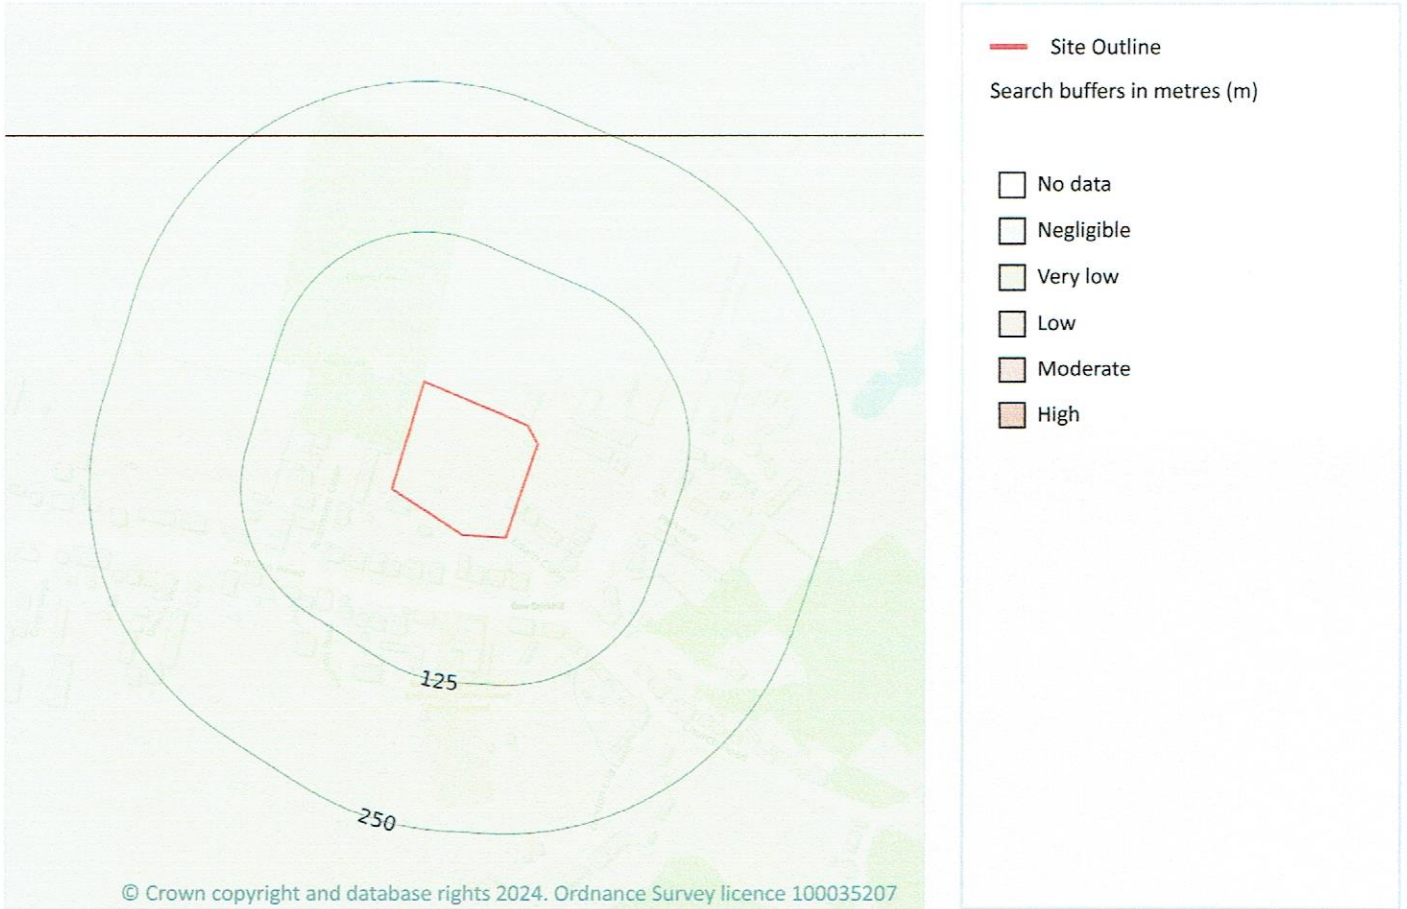 Site Outline
Search buffers in metres (m)
No data
Negligible
Very low
Low
Moderate
High
125
250
© Crown copyright and database rights 2024. Ordnance Survey licence 100035207